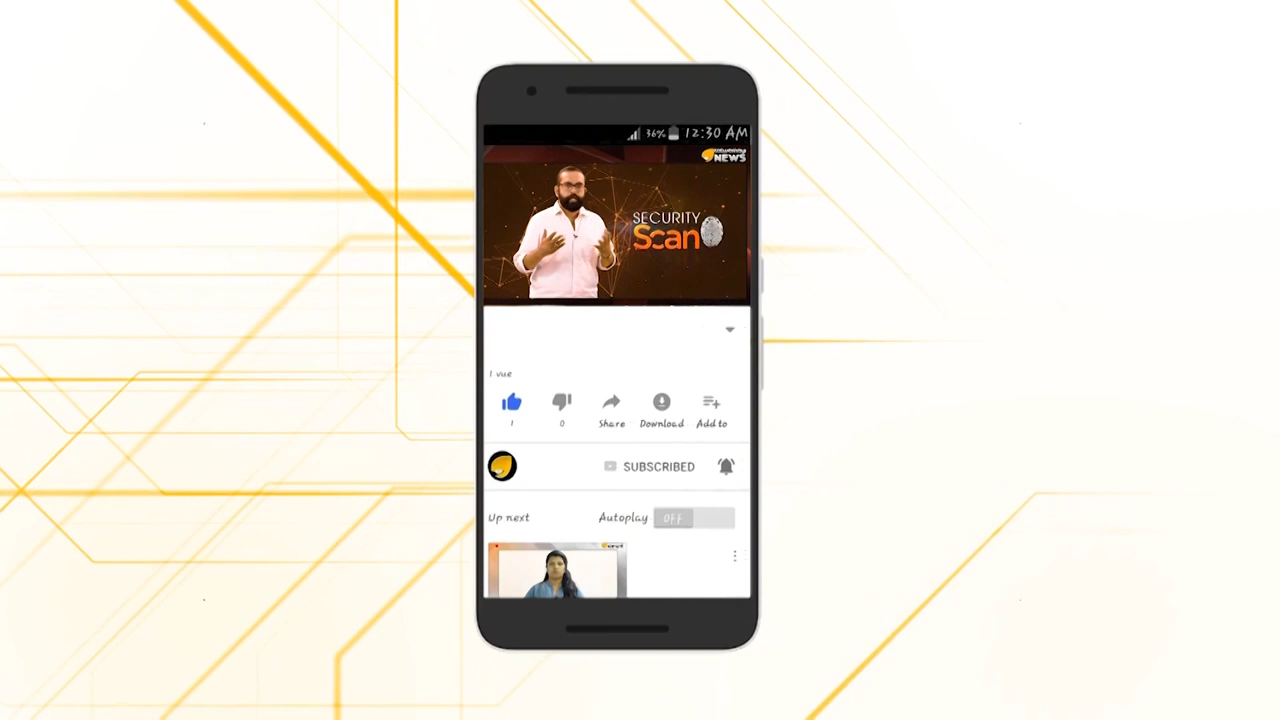 36% 12:30 AM
NEWS
SECURITY
Scan
1 vue
1 0 Share Download Add to
SUBSCRIBED
Up next Autoplay OFF